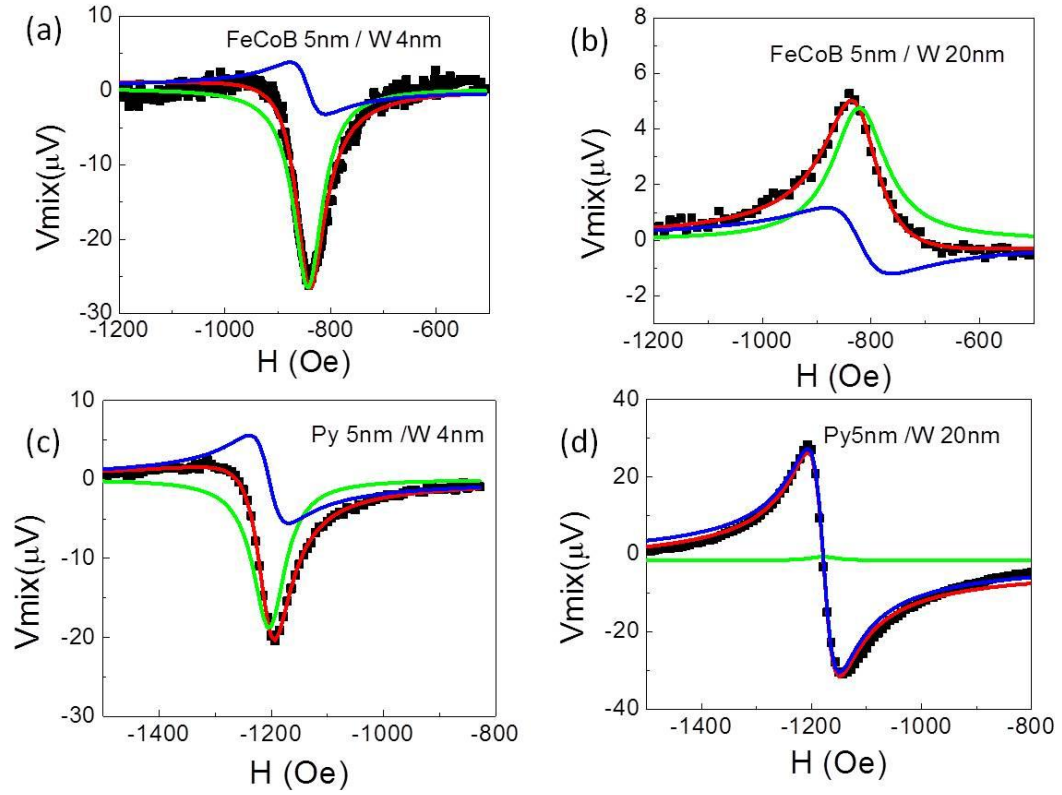 (a)
FeCoB 5nm / W 4nm
10
0
-10
-20
-30
Vmix(μV)
-1200
-1000
-800
-600
H (Oe)
(b)
FeCoB 5nm / W 20nm
8
6
4
2
0
-2
Vmix(μV)
-1200
-1000
-800
-600
H (Oe)
(c)
Py 5nm /W 4nm
10
0
-10
-20
-30
Vmix(μV)
-1400
-1200
-1000
-800
H (Oe)
(d)
Py5nm /W 20nm
40
20
0
-20
-40
Vmix(μV)
-1400
-1200
-1000
-800
H (Oe)